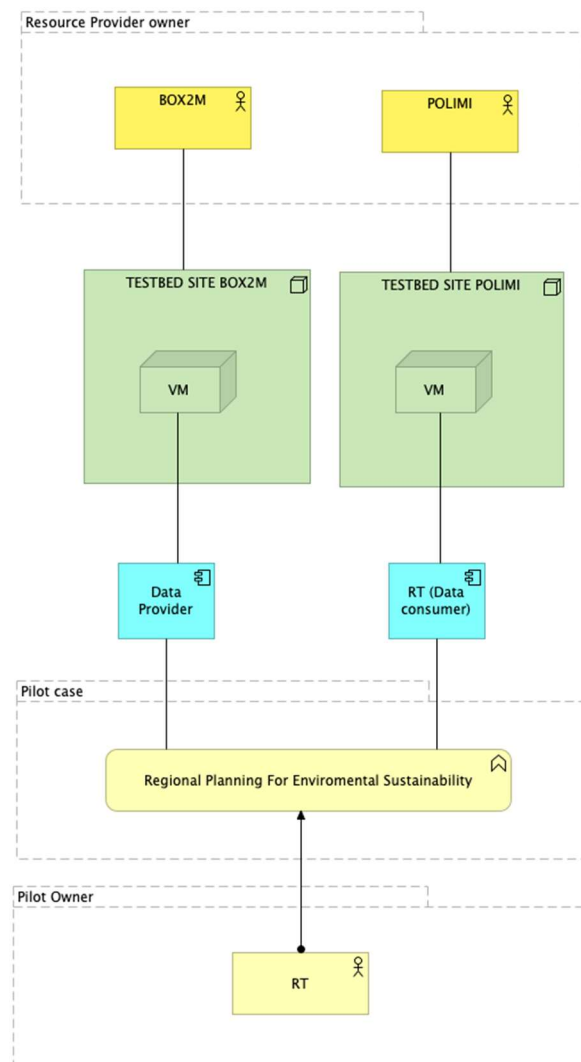 Resource Provider owner
BOX2M
POLIMI
TESTBED SITE BOX2M
TESTBED SITE POLIMI
VM
VM
Data
Provider
RT (Data
consumer)
Pilot case
Regional Planning For Enviromental Sustainability
Pilot Owner
RT